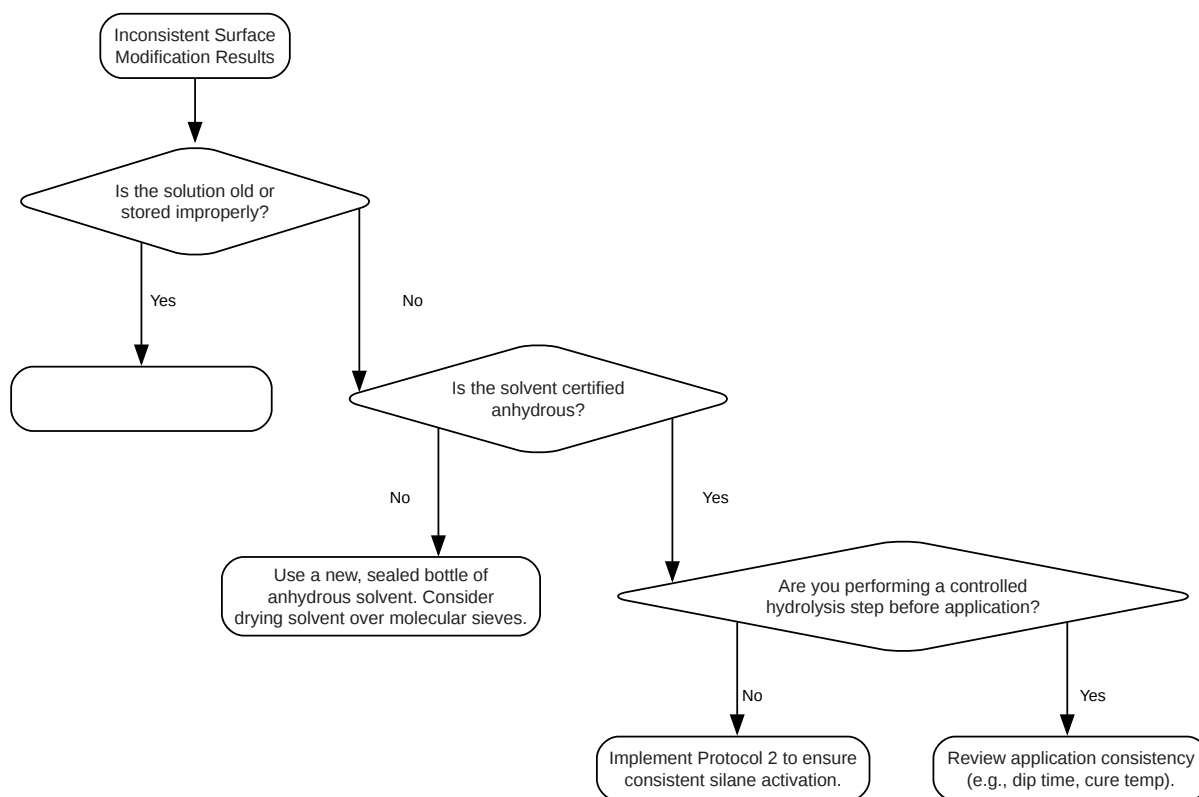 Inconsistent Surface
Modification Results
Is the solution old or
stored improperly?
Yes
No
Is the solvent certified
anhydrous?
No
Yes
Use a new, sealed bottle of
anhydrous solvent. Consider
drying solvent over molecular sieves.
Are you performing a controlled
hydrolysis step before application?
No
Yes
Implement Protocol 2 to ensure
consistent silane activation.
Review application consistency
(e.g., dip time, cure temp).